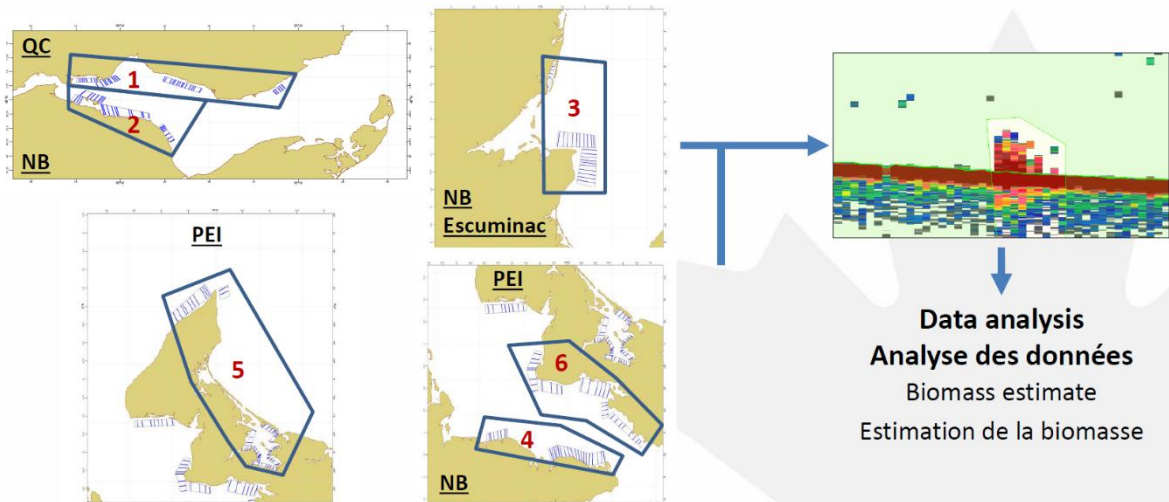 QC
1
2
NB
3
NB
Escuminac
PEI
5
PEI
6
4
NB
Data analysis
Analyse des données
Biomass estimate
Estimation de la biomasse